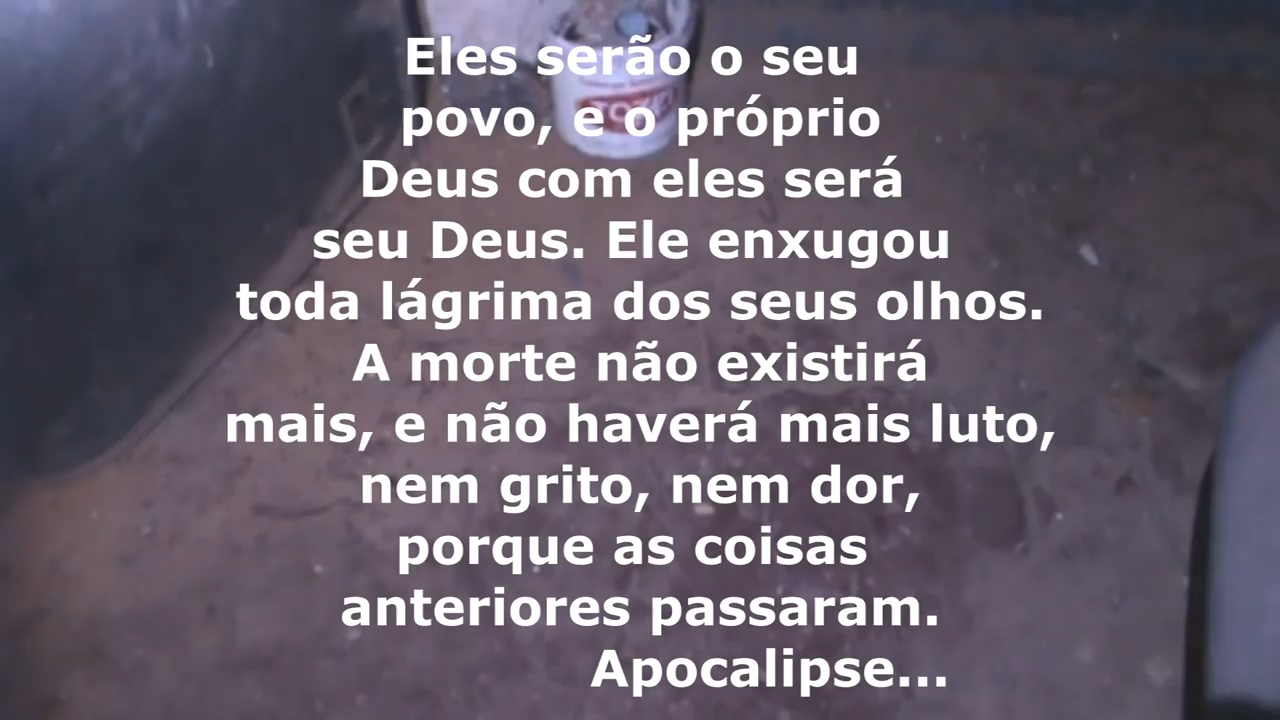 Eles serão o seu
povo, e o próprio
Deus com eles será
seu Deus. Ele enxugou
toda lágrima dos seus olhos.
A morte não existirá
mais, e não haverá mais luto,
nem grito, nem dor,
porque as coisas
anteriores passaram.
Apocalipse...